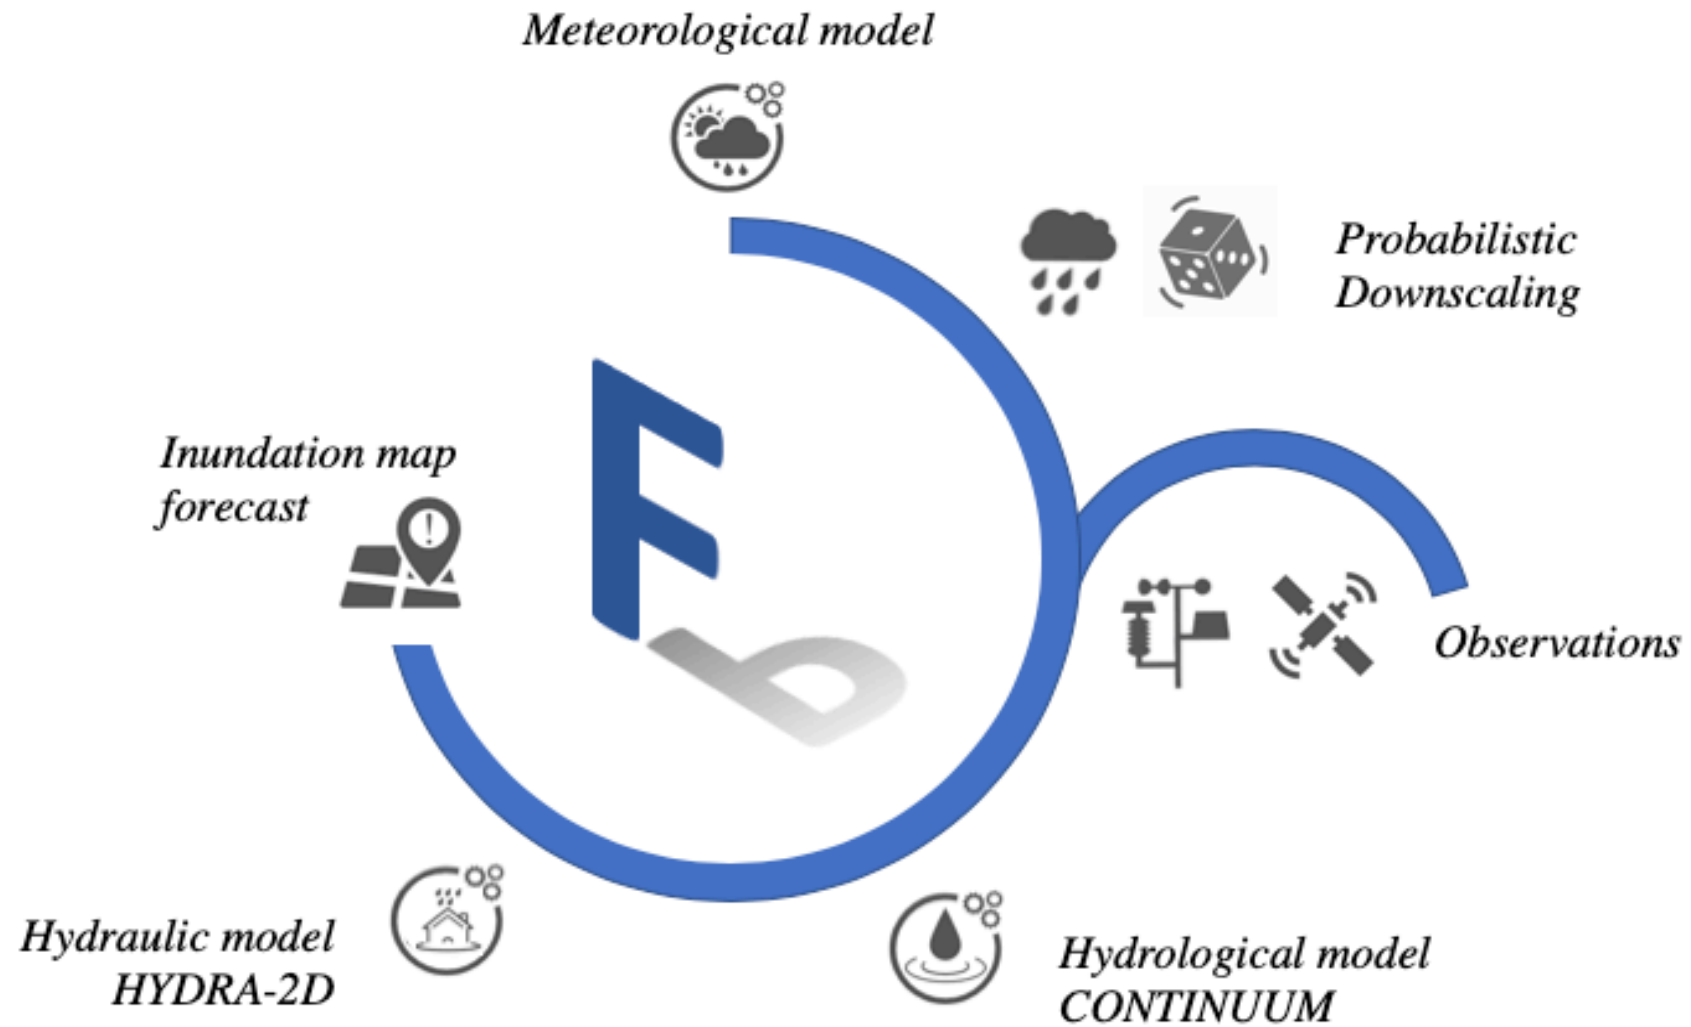 Meteorological model
Probabilistic
Downscaling
Inundation map
forecast
F
P
Observations
Hydraulic model
HYDRA-2D
Hydrological model
CONTINUUM